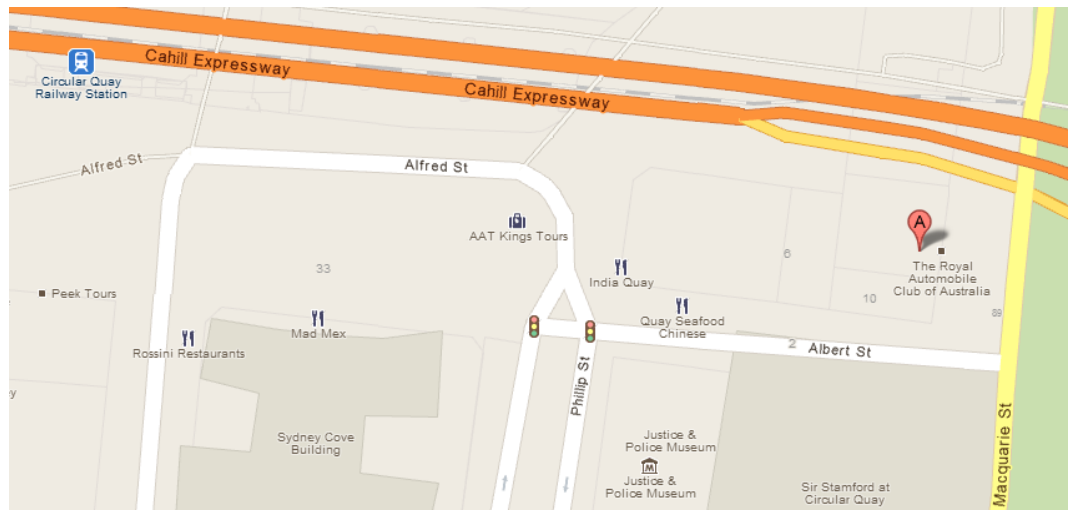 Cahill Expressway
Circular Quay
Railway Station
Cahill Expressway
Alfred St
Alfred St
A
AAT Kings Tours
6
The Royal
Automobile
Club of Australia
33
India Quay
10
Peek Tours
89
Quay Seafood
Chinese
Mad Mex
2
Albert St
Rossini Restaurants
Phillip St
Macquarie St
Sydney Cove
Building
Justice &
Police Museum
M
Justice &
Police Museum
Sir Stamford at
Circular Quay
y